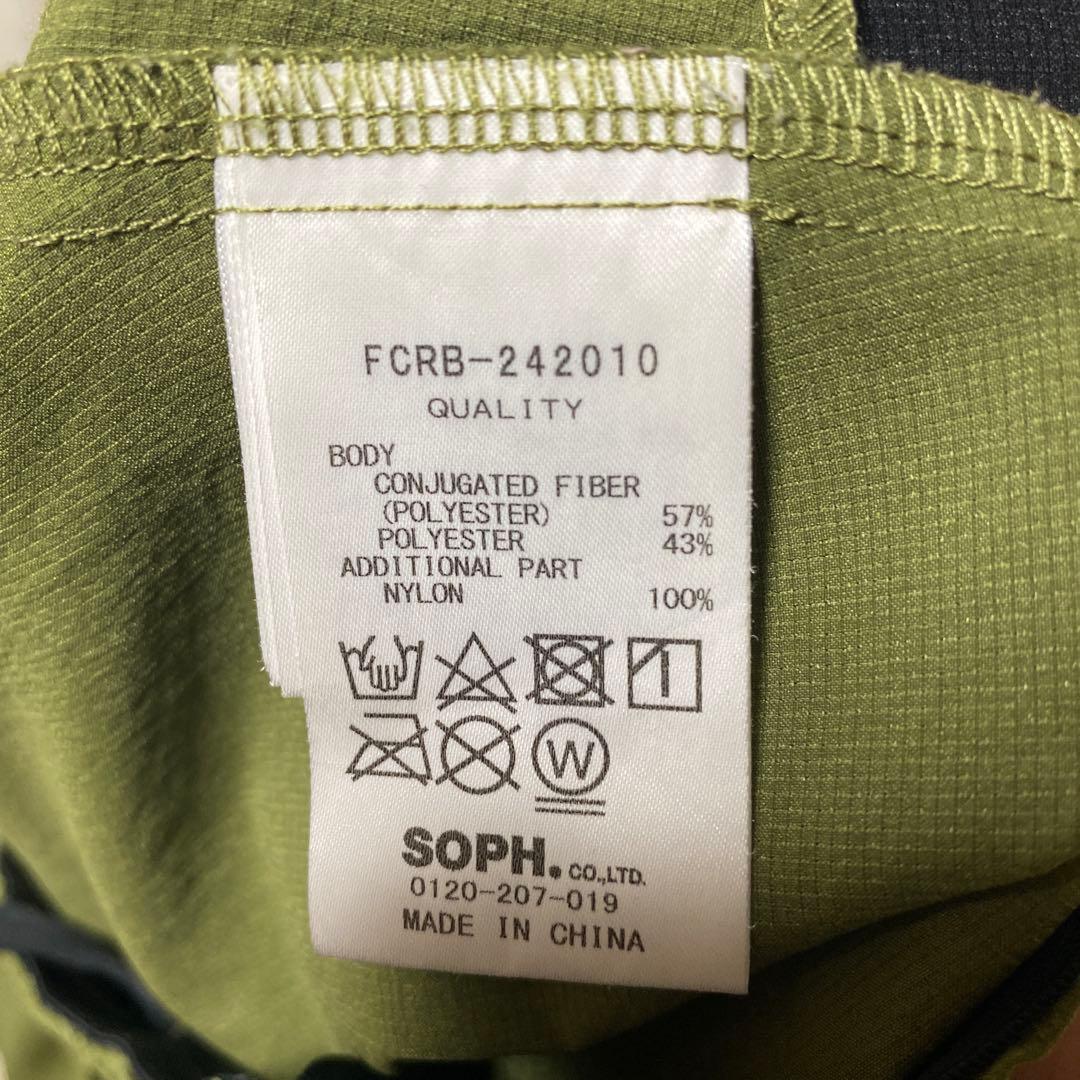 FCRB-242010
QUALITY
BODY
CONJUGATED FIBER
(POLYESTER) 57%
POLYESTER 43%
ADDITIONAL PART
NYLON 100%
W
SOPH. CO.,LTD.
0120-207-019
MADE IN CHINA